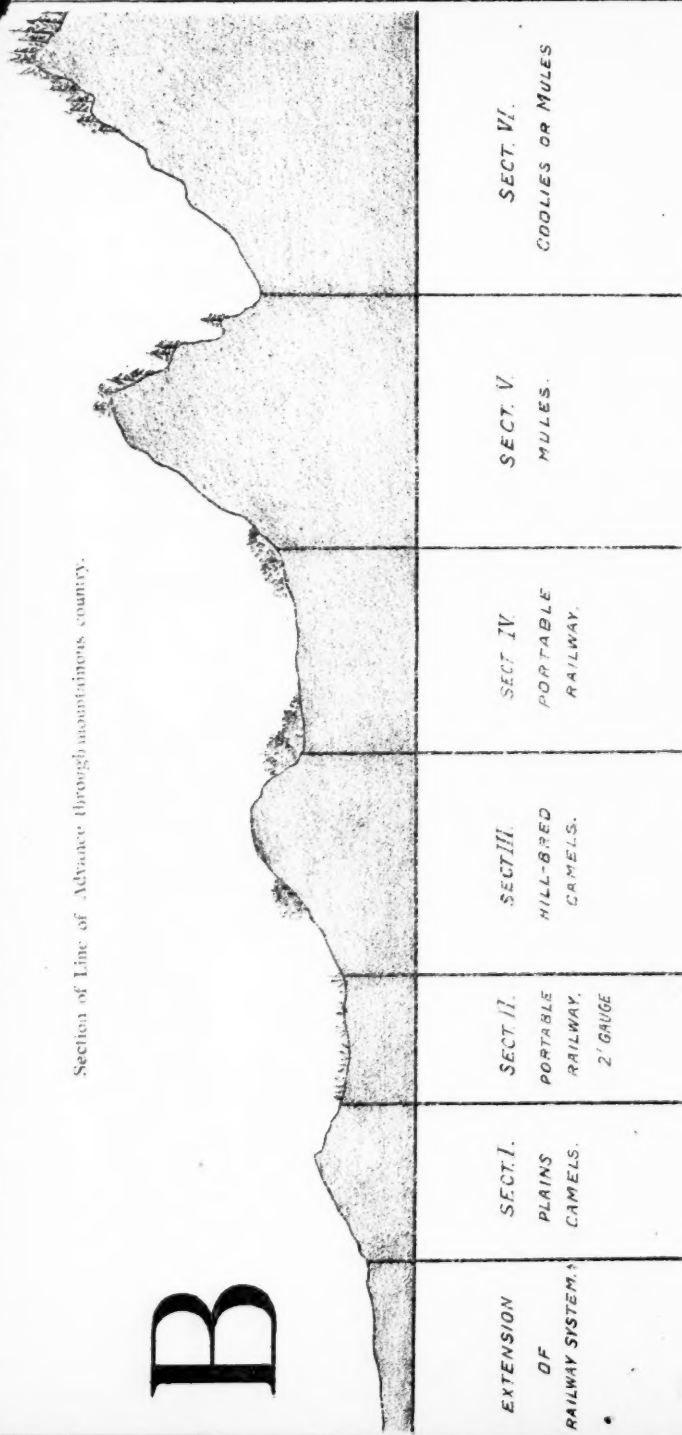 Section of Line of Advance through mountainous country.
B
EXTENSION
OF
RAILWAY SYSTEM.
SECT. I.
PLAINS
CAMELS.
SECT. II.
PORTABLE
RAILWAY.
2' GAUGE
SECT. III.
HILL-BRED
CAMELS.
SECT. IV.
PORTABLE
RAILWAY.
SECT. V.
MULES.
SECT. VI.
COOLIES OR MULES